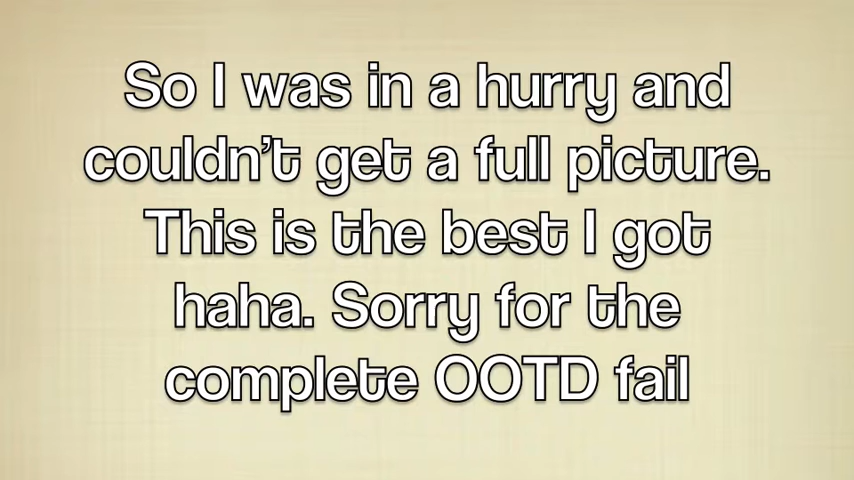 So I was in a hurry and
couldn't get a full picture.
This is the best I got
haha. Sorry for the
complete OOTD fail